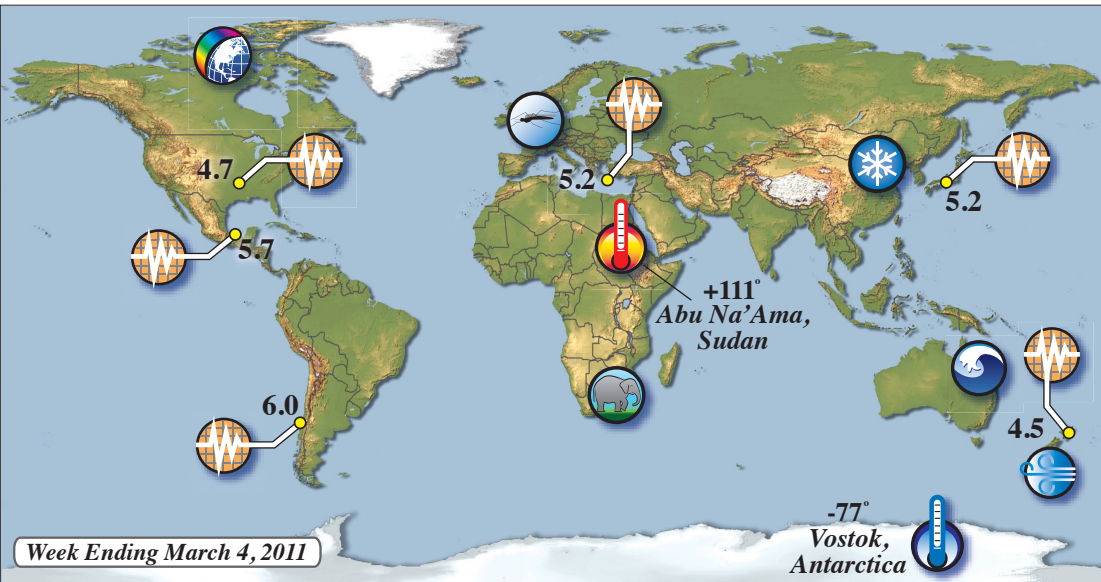 4.7
5.2
5.2
5.7
+111°
Abu Na’Ama,
Sudan
6.0
4.5
-77°
Vostok,
Antarctica
Week Ending March 4, 2011